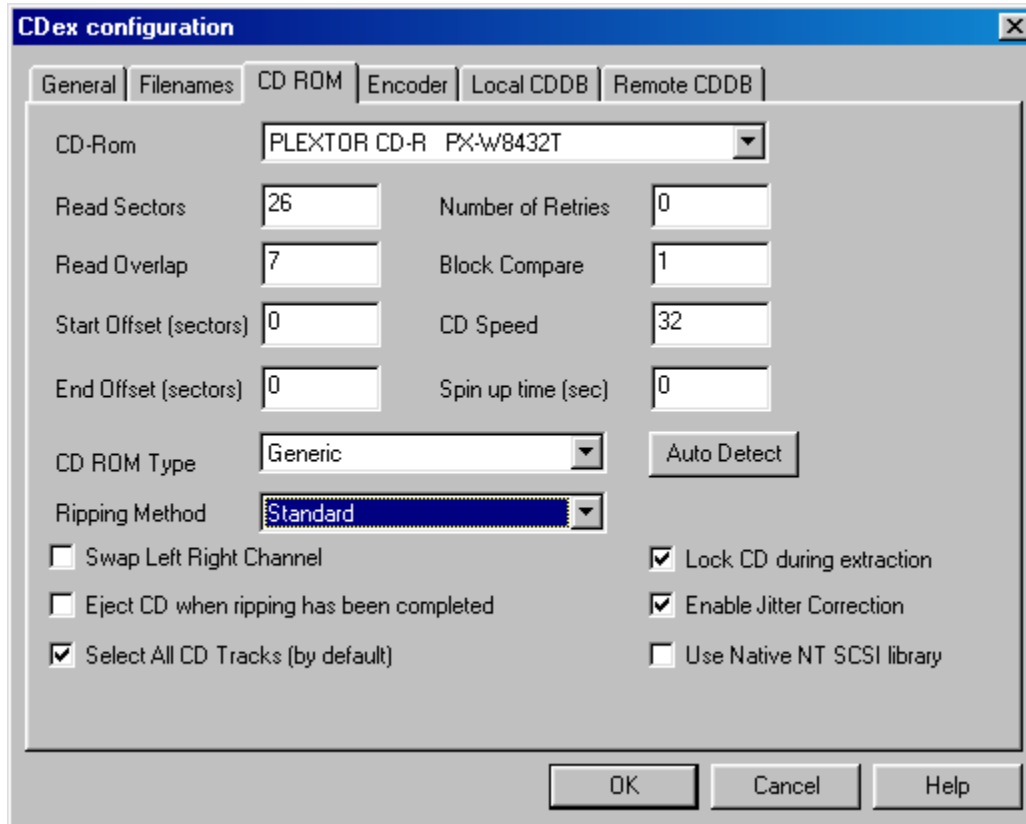 CDex configuration
General Filenames CD ROM Encoder Local CDDB Remote CDDB
CD-Rom PLEXTOR CD-R PX-W8432T
Read Sectors 26 Number of Retries 0
Read Overlap 7 Block Compare 1
Start Offset (sectors) 0 CD Speed 32
End Offset (sectors) 0 Spin up time (sec) 0
CD ROM Type Generic Auto Detect
Ripping Method Standard
Swap Left Right Channel Lock CD during extraction
Eject CD when ripping has been completed Enable Jitter Correction
Select All CD Tracks (by default) Use Native NT SCSI library
OK Cancel Help